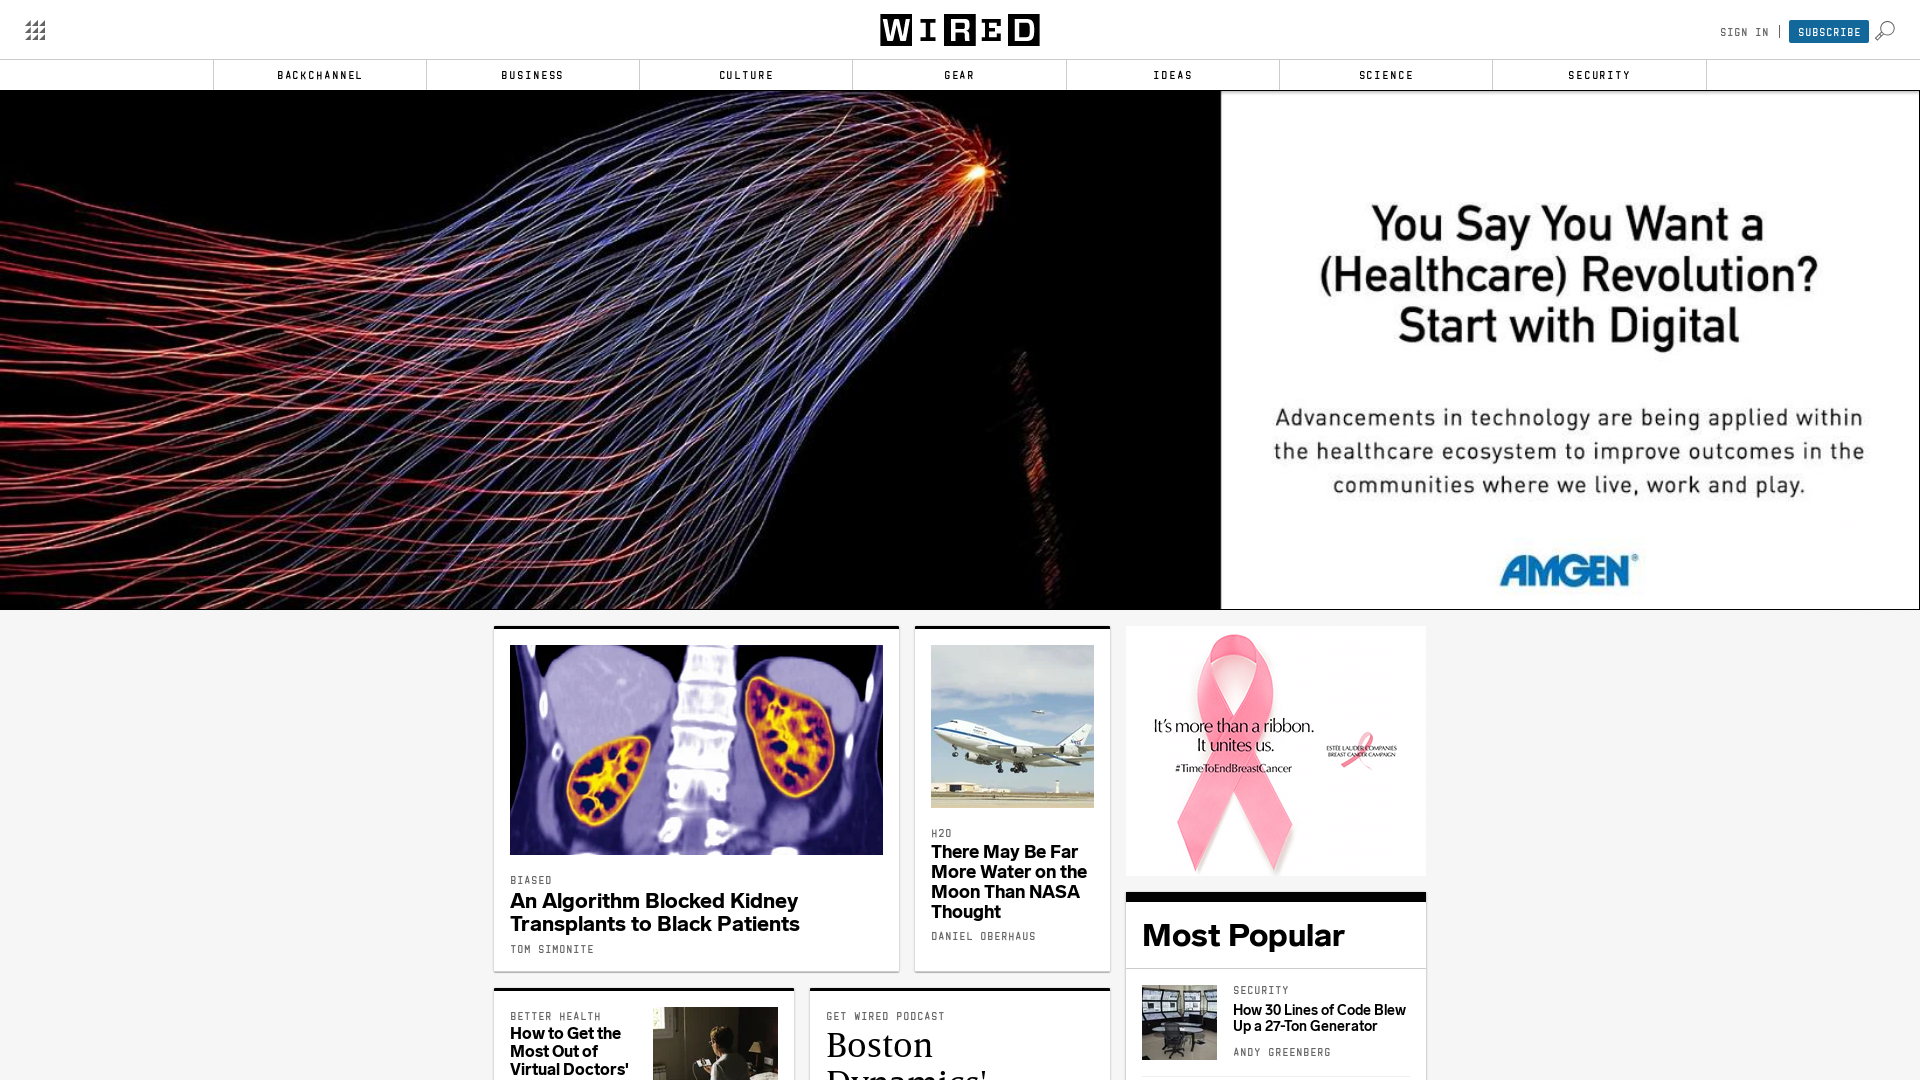 WIRED
SIGN IN
SUBSCRIBE
BACKCHANNEL
BUSINESS
CULTURE
GEAR
IDEAS
SCIENCE
SECURITY
You Say You Want a
(Healthcare) Revolution?
Start with Digital
Advancements in technology are being applied within
the healthcare ecosystem to improve outcomes in the
communities where we live, work and play.
AMGEN®
BIASED
An Algorithm Blocked Kidney
Transplants to Black Patients
TOM SIMONITE
H2O
There May Be Far
More Water on the
Moon Than NASA
Thought
DANIEL OBERHAUS
It's more than a ribbon.
It unites us.
#TimeToEndBreastCancer
ESTÉE LAUDER COMPANIES
BREAST CANCER CAMPAIGN
Most Popular
SECURITY
How 30 Lines of Code Blew
Up a 27-Ton Generator
ANDY GREENBERG
BETTER HEALTH
How to Get the
Most Out of
Virtual Doctors'
GET WIRED PODCAST
Boston
Dynamics'